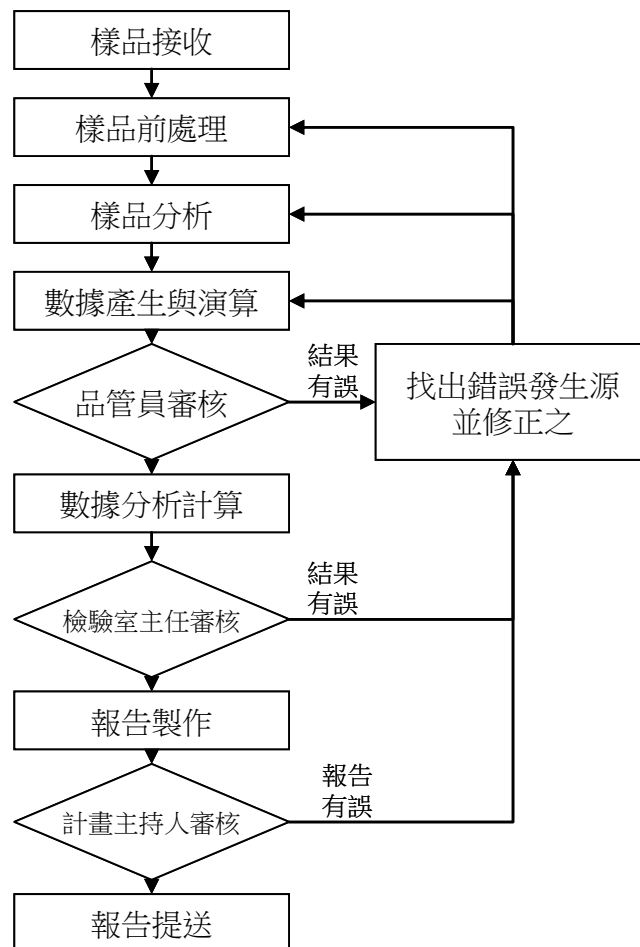 樣品接收
樣品前處理
樣品分析
數據產生與演算
結果
有誤
品管員審核
找出錯誤發生源
並修正之
數據分析計算
結果
有誤
檢驗室主任審核
報告製作
報告
有誤
計畫主持人審核
報告提送